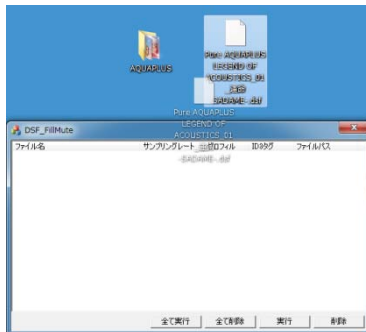 AQUAPLUS
Pure AQUAPLUS
LEGEND OF
ACOUSTICS_01
Pure AQUAPLUS
LEGEND OF
ACOUSTICS_01
-SADAME-.dsf
DSF_FillMute
ファイル名 サンプリングレート ID3タグ ファイルパス
-SADAME-.dsf
全て実行 全て削除 実行 削除